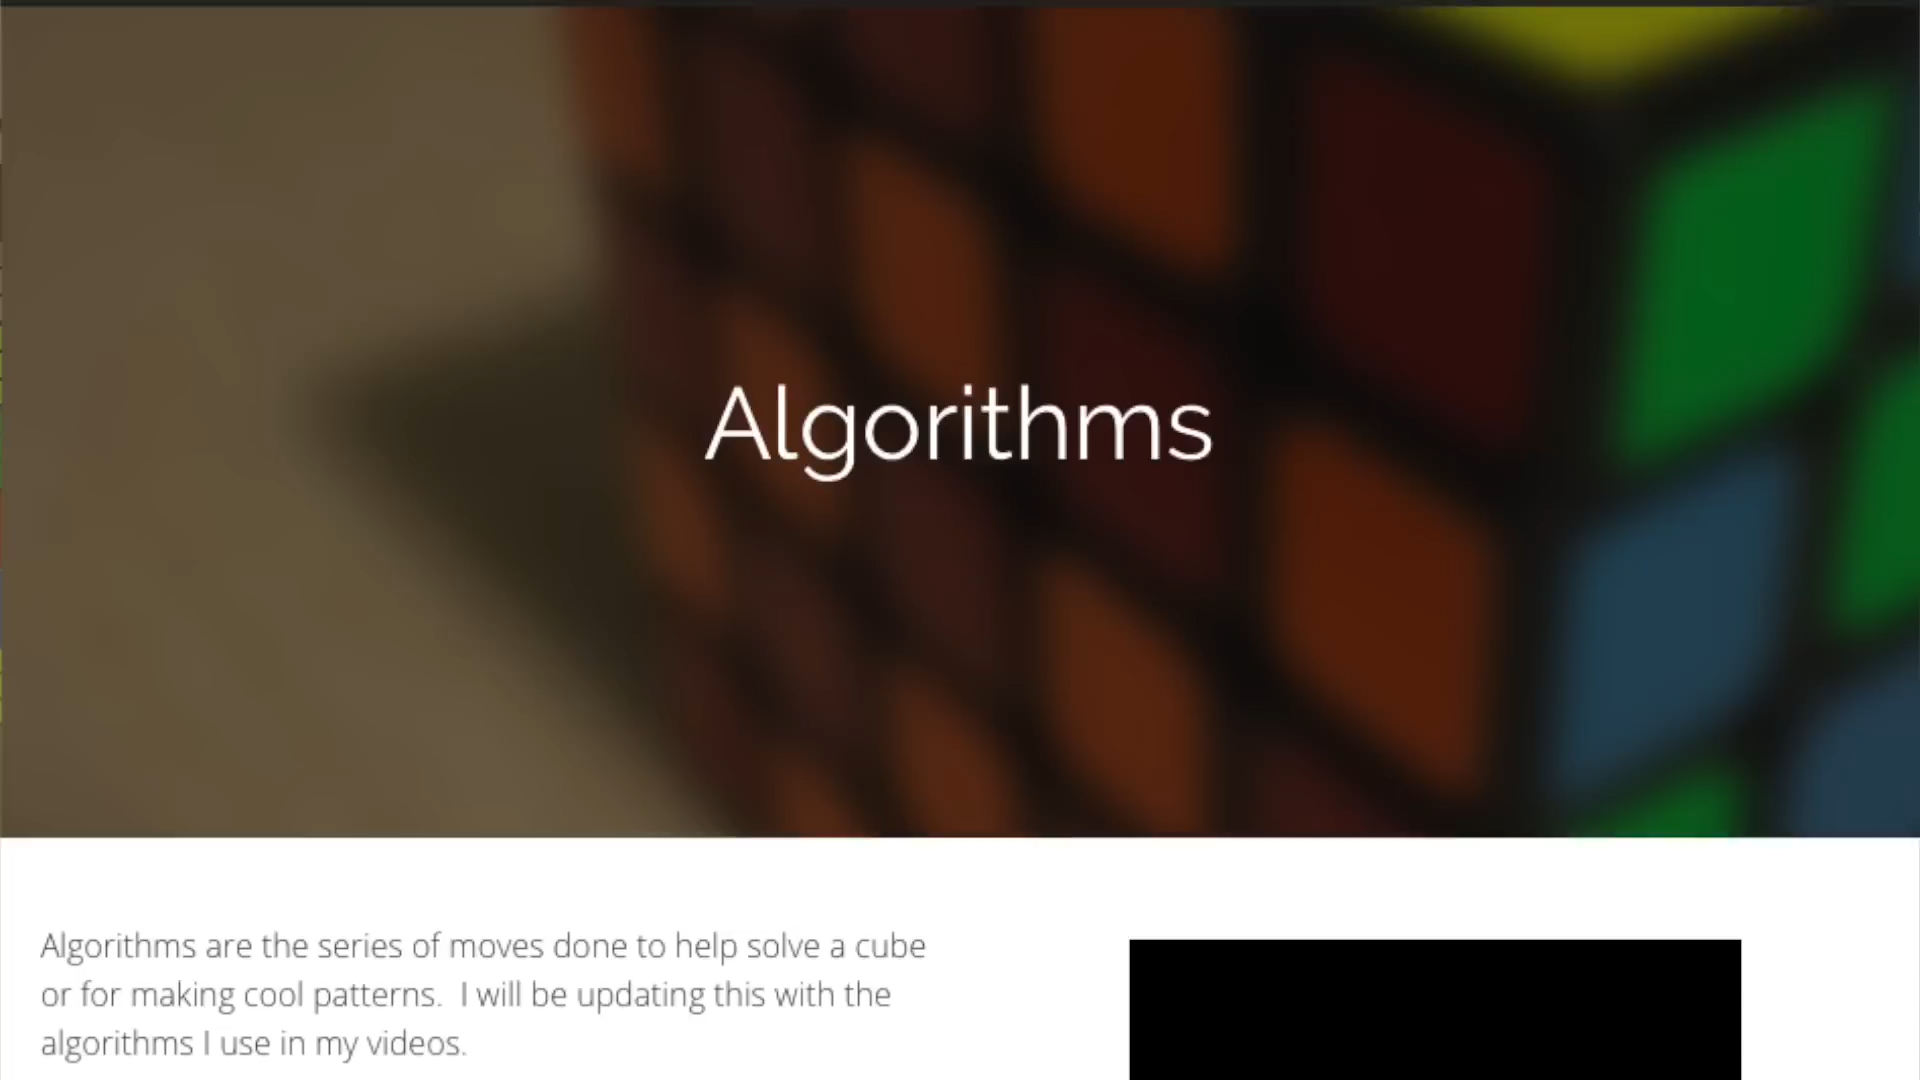 Algorithms
Algorithms are the series of moves done to help solve a cube
or for making cool patterns.  I will be updating this with the
algorithms I use in my videos.